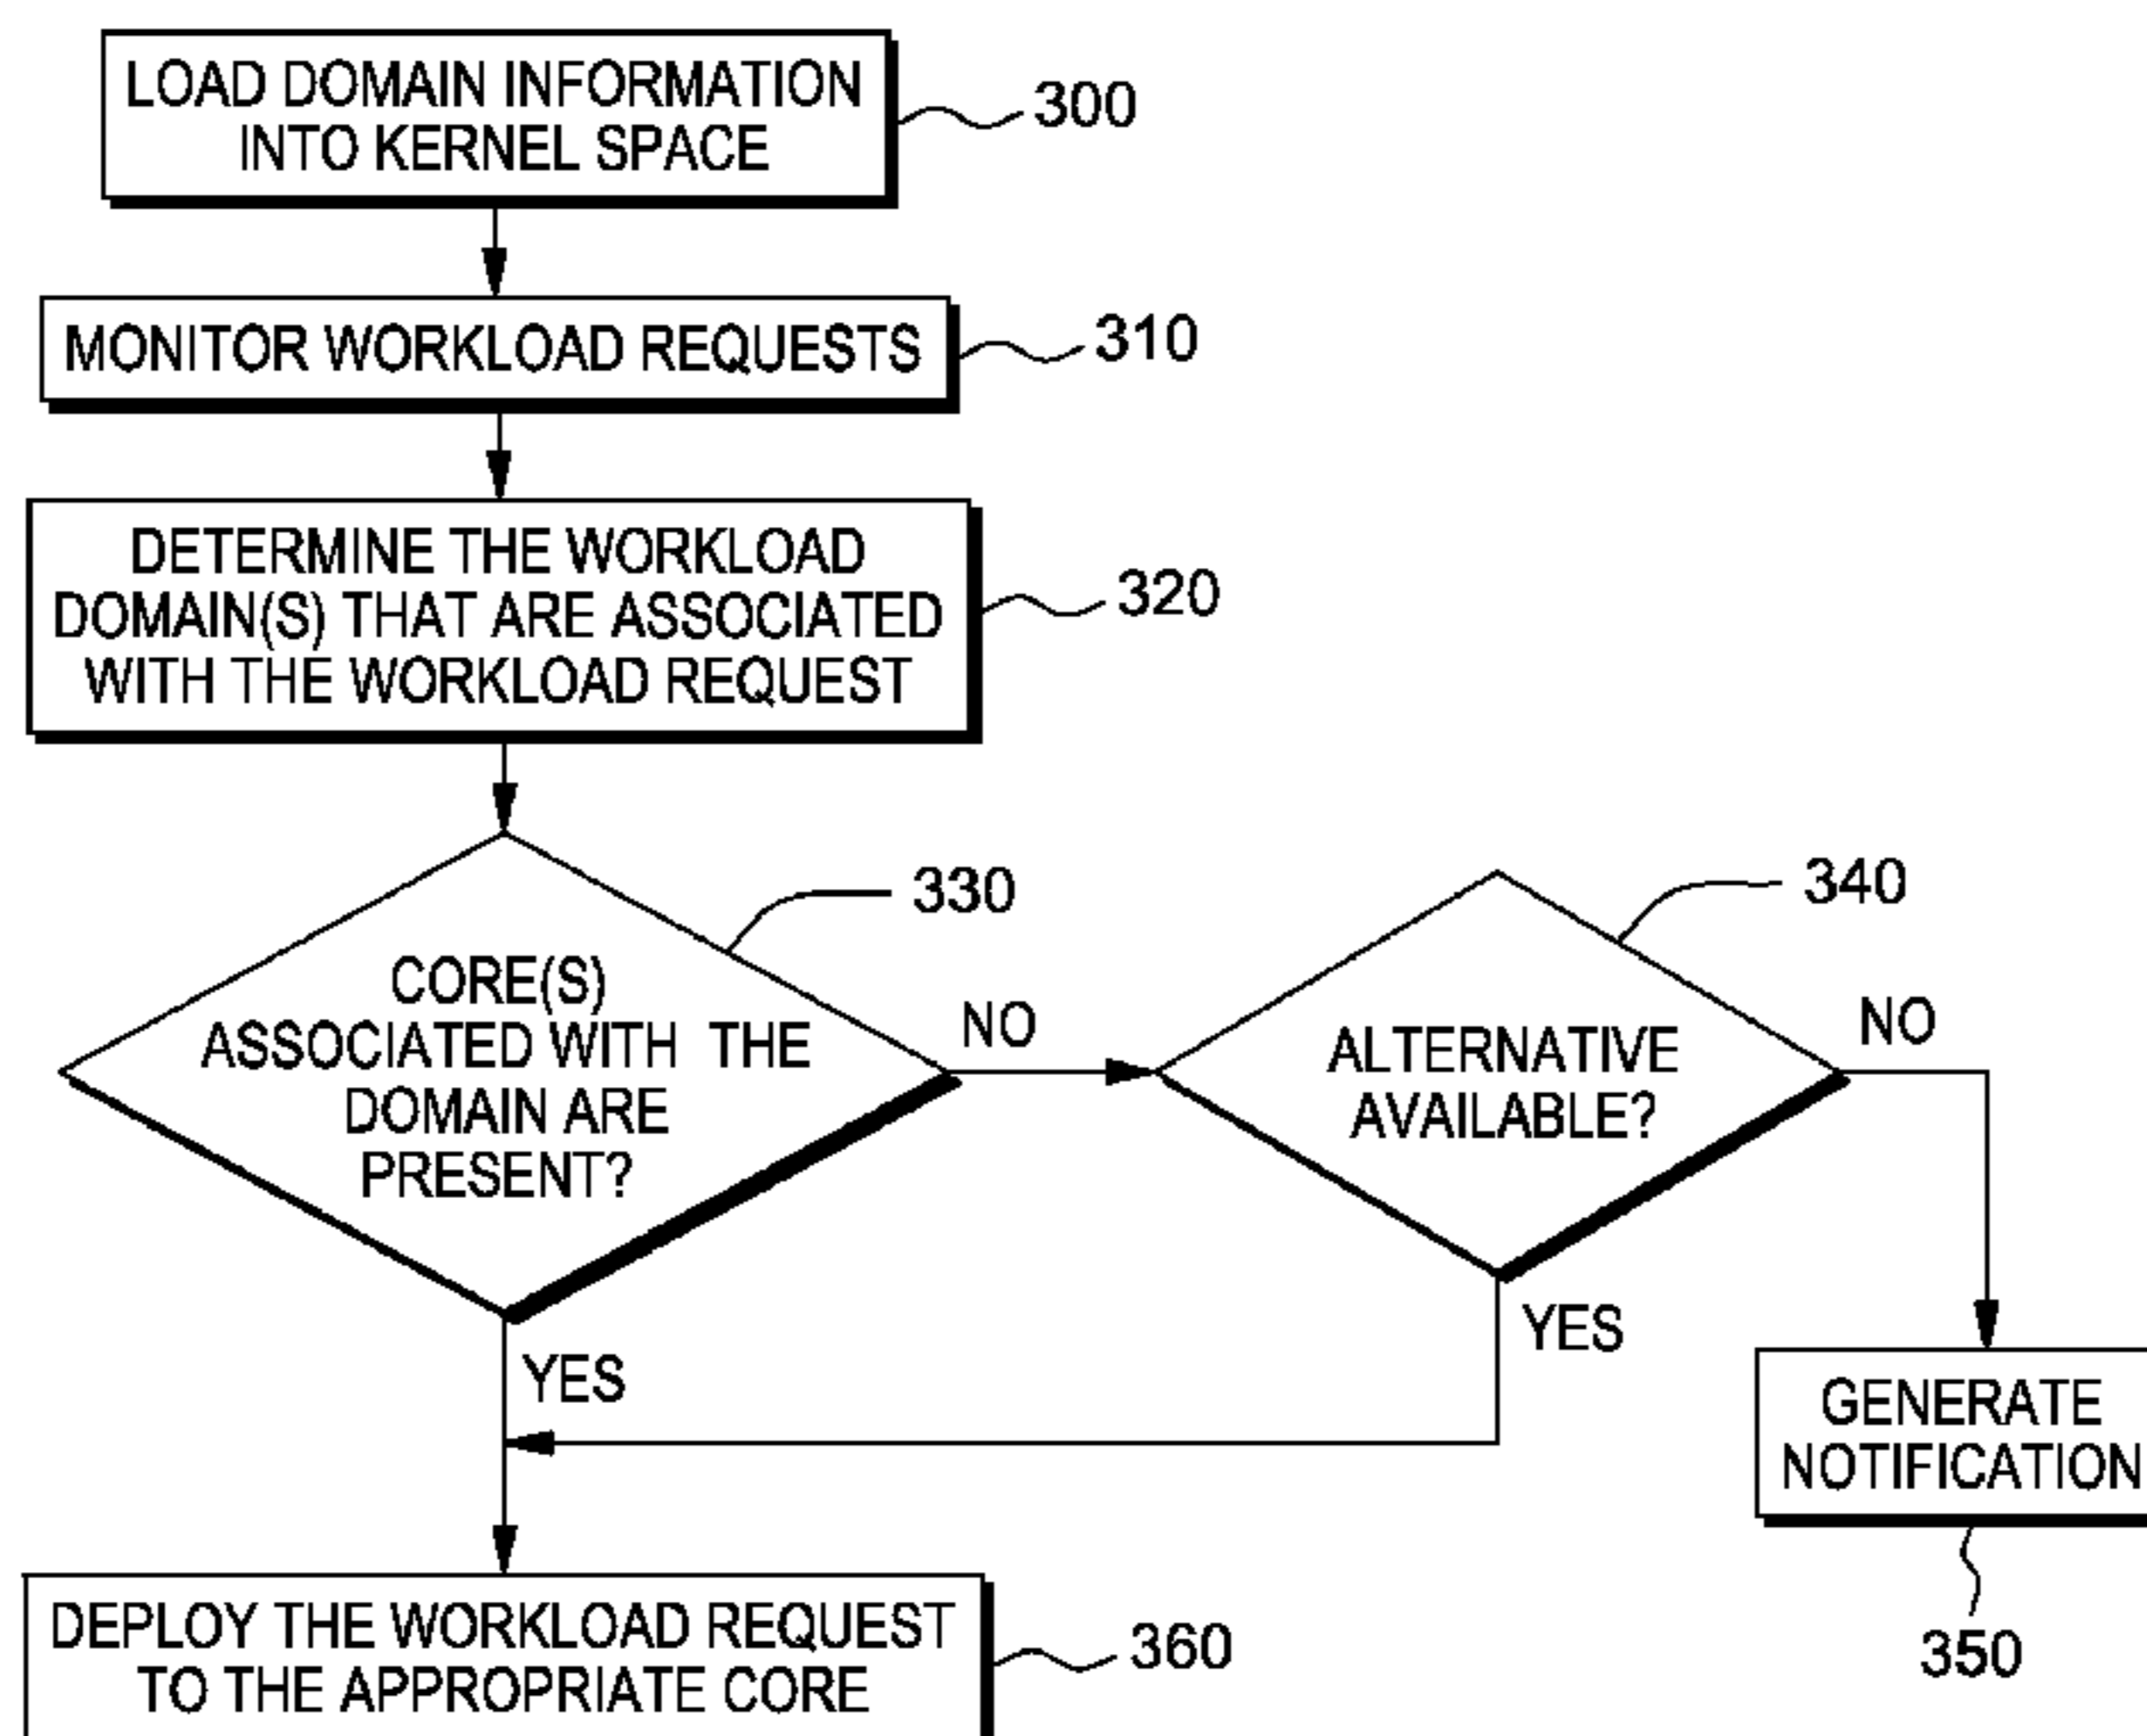 LOAD DOMAIN INFORMATION
INTO KERNEL SPACE
300
MONITOR WORKLOAD REQUESTS
310
DETERMINE THE WORKLOAD
DOMAIN(S) THAT ARE ASSOCIATED
WITH THE WORKLOAD REQUEST
320
330
CORE(S)
ASSOCIATED WITH THE
DOMAIN ARE
PRESENT?
NO
340
ALTERNATIVE
AVAILABLE?
NO
YES
YES
GENERATE
NOTIFICATION
350
DEPLOY THE WORKLOAD REQUEST
TO THE APPROPRIATE CORE
360